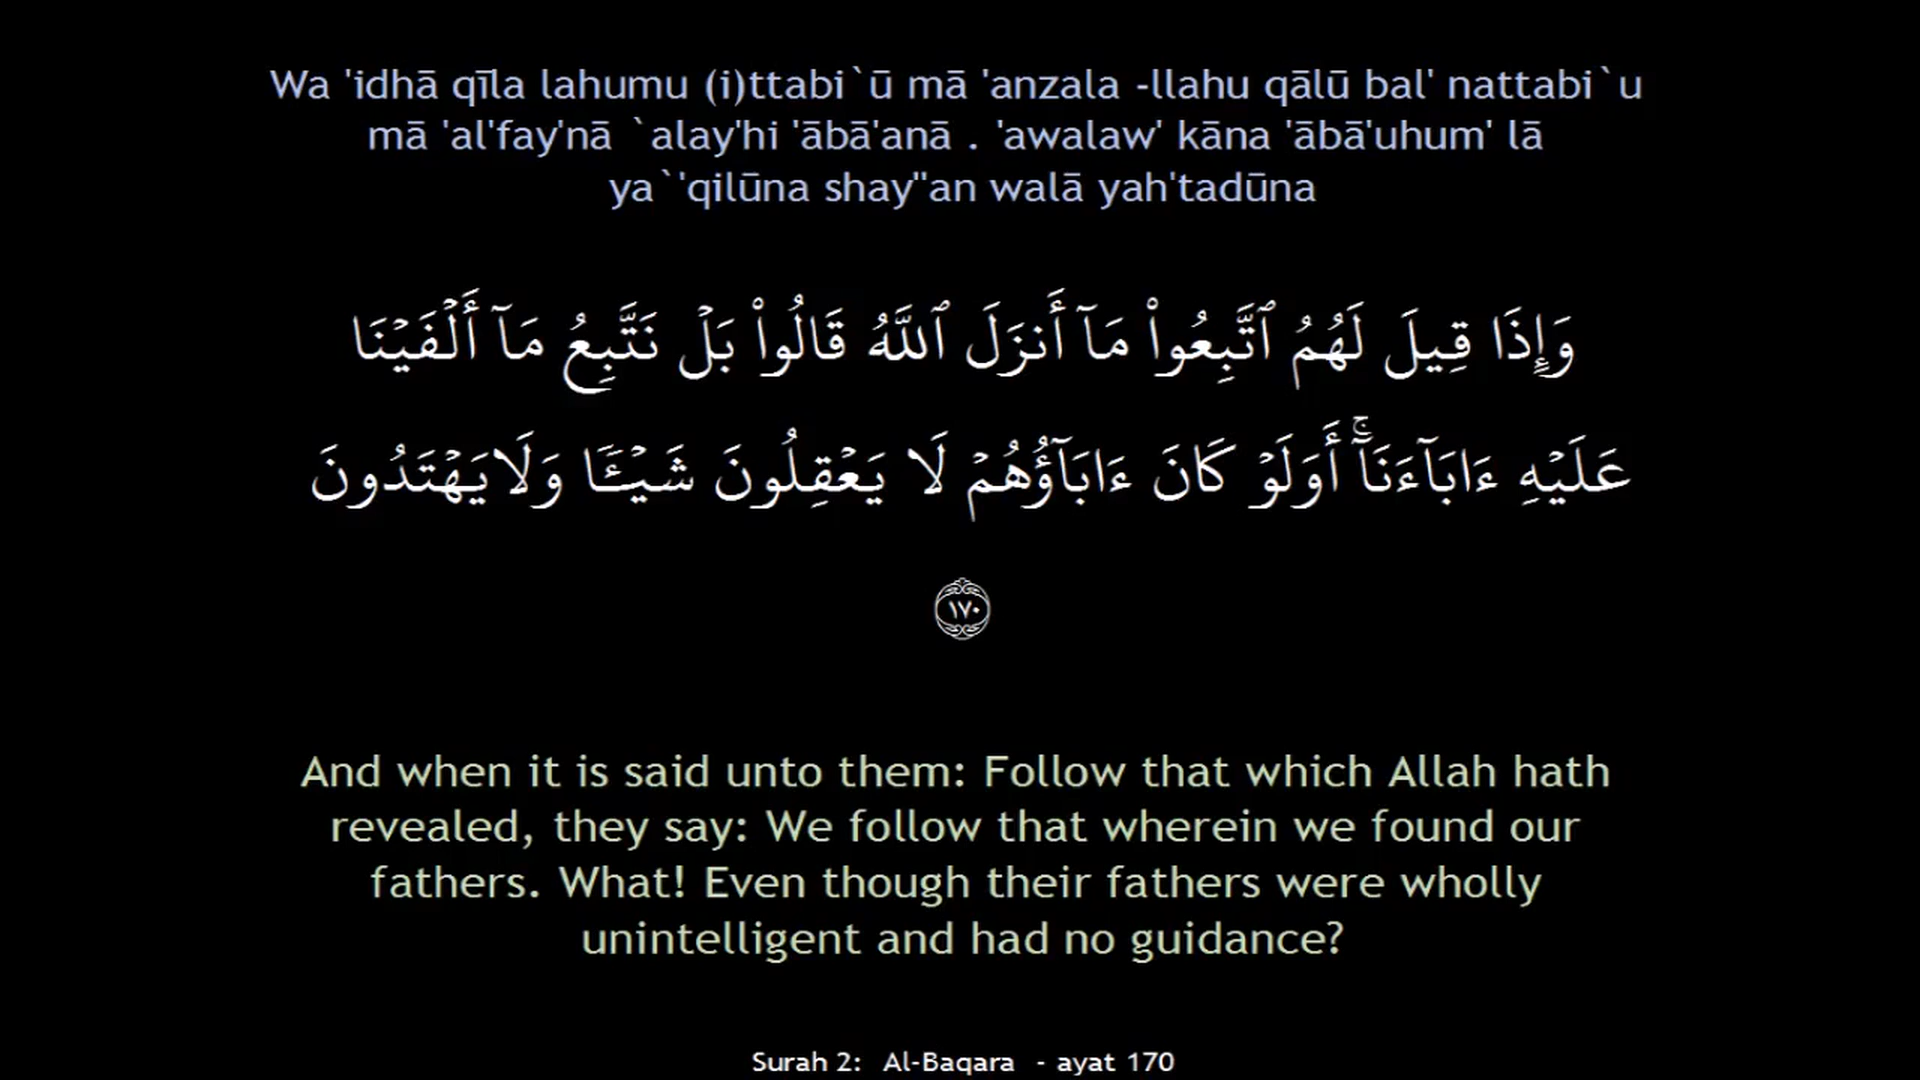 Wa 'idhā qīla lahumu (i)ttabi`ū mā 'anzala -llahu qālū bal' nattabi`u
mā 'al'fay'nā `alay'hi 'ābā'anā . 'awalaw' kāna 'ābā'uhum' lā
ya`'qilūna shay''an walā yah'tadūna
وَإِذَا قِيلَ لَهُمُ ٱتَّبِعُوا۟ مَآ أَنزَلَ ٱللَّهُ قَالُوا۟ بَلْ نَتَّبِعُ مَآ أَلْفَيْنَا
عَلَيْهِ ءَابَآءَنَآ ۚ أَوَلَوْ كَانَ ءَابَآؤُهُمْ لَا يَعْقِلُونَ شَيْـًٔا وَلَا يَهْتَدُونَ
١٧٠
And when it is said unto them: Follow that which Allah hath
revealed, they say: We follow that wherein we found our
fathers. What! Even though their fathers were wholly
unintelligent and had no guidance?
Surah 2: Al-Baqara - ayat 170